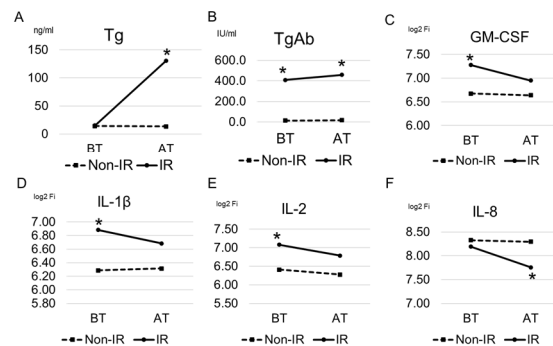 A
Tg
ng/ml
150
100
50
0
BT AT
Non-IR IR
B
TgAb
IU/ml
600.0
400.0
200.0
0.0
BT AT
Non-IR IR
C
GM-CSF
log2 Fi
7.50
7.00
6.50
6.00
BT AT
Non-IR IR
D
IL-1β
log2 Fi
7.00
6.80
6.60
6.40
6.20
6.00
5.80
BT AT
Non-IR IR
E
IL-2
log2 Fi
7.50
7.00
6.50
6.00
5.50
BT AT
Non-IR IR
F
IL-8
log2 Fi
8.50
8.00
7.50
7.00
BT AT
Non-IR IR